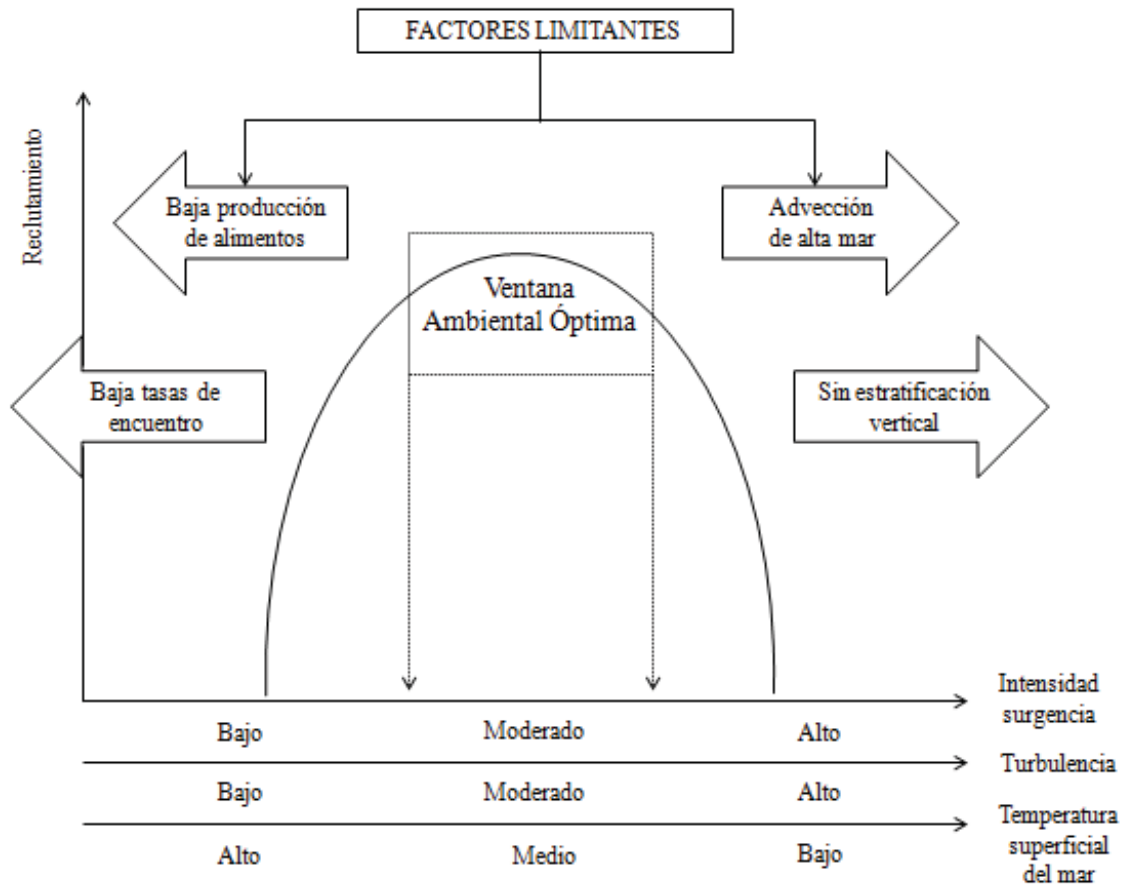 FACTORES LIMITANTES
Reclutamiento
Baja producción
de alimentos
Advección
de alta mar
Ventana
Ambiental Óptima
Baja tasas de
encuentro
Sin estratificación
vertical
Intensidad
surgencia
Bajo
Moderado
Alto
Turbulencia
Bajo
Moderado
Alto
Temperatura
superficial
del mar
Alto
Medio
Bajo